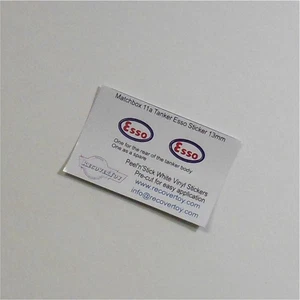 Matchbox 11a Tanker Esso Sticker 13mm
Esso
Esso
One for the rear of the tanker body
One as a spare
Peel'n'Stick White Vinyl Stickers
Pre-cut for easy application
www.recovertoy.com
info@recovertoy.com
RECOVERTOY